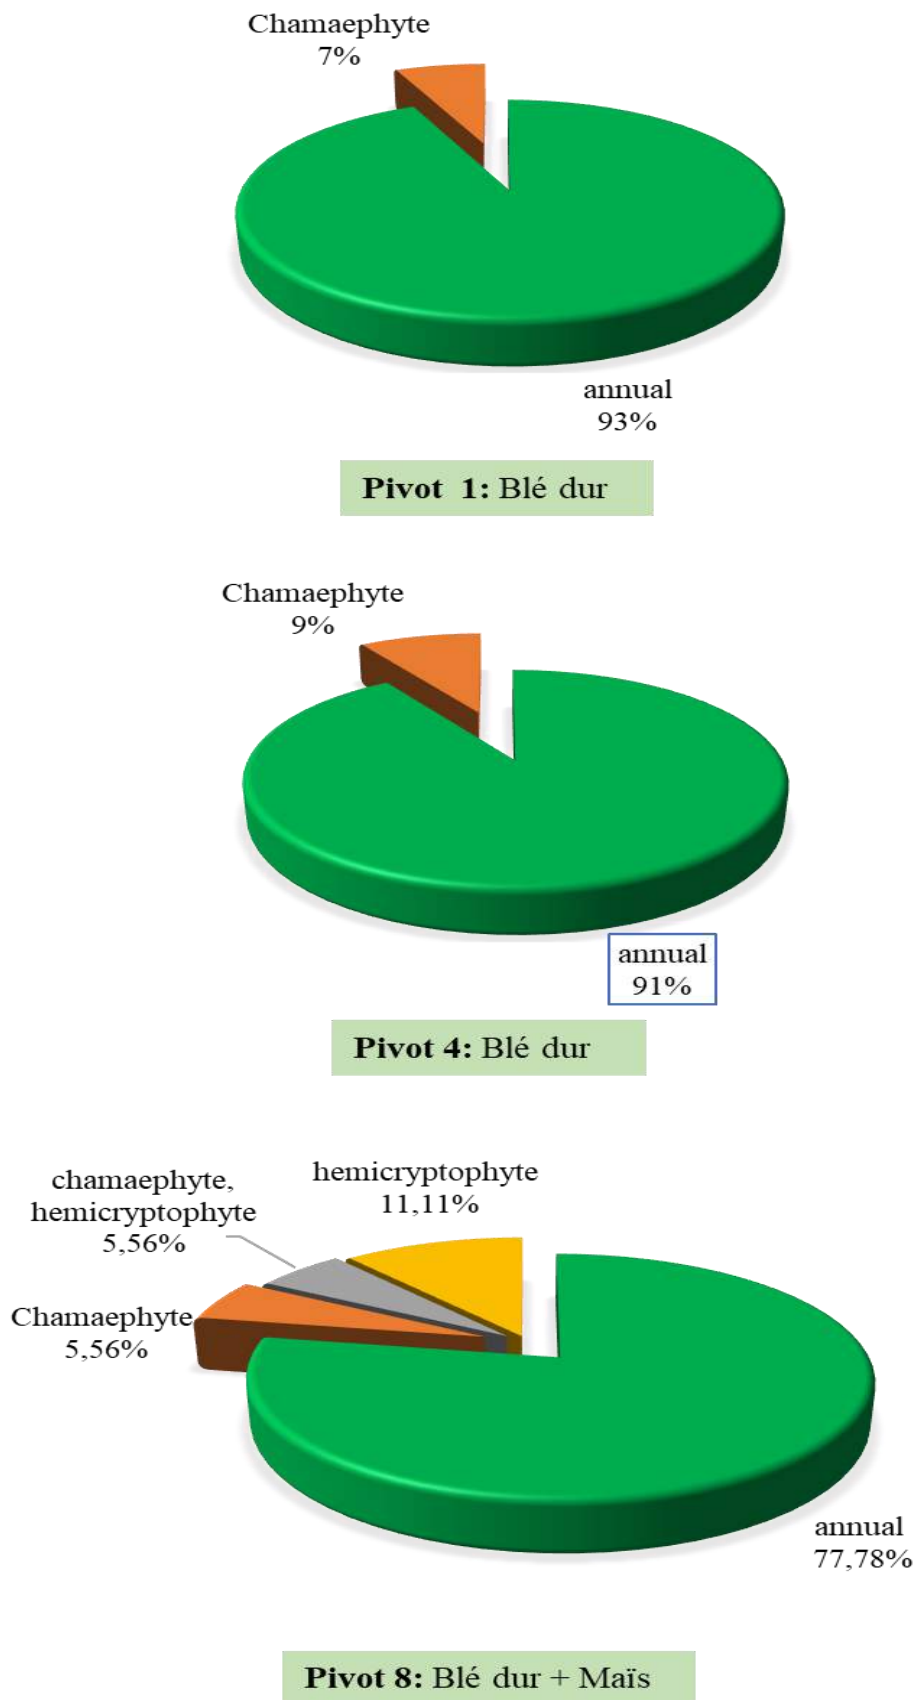 Chamaephyte
7%
annual
93%
Pivot 1: Blé dur
Chamaephyte
9%
annual
91%
Pivot 4: Blé dur
chamaephyte,
hemicryptophyte
5,56%
hemicryptophyte
11,11%
Chamaephyte
5,56%
annual
77,78%
Pivot 8: Blé dur + Maïs